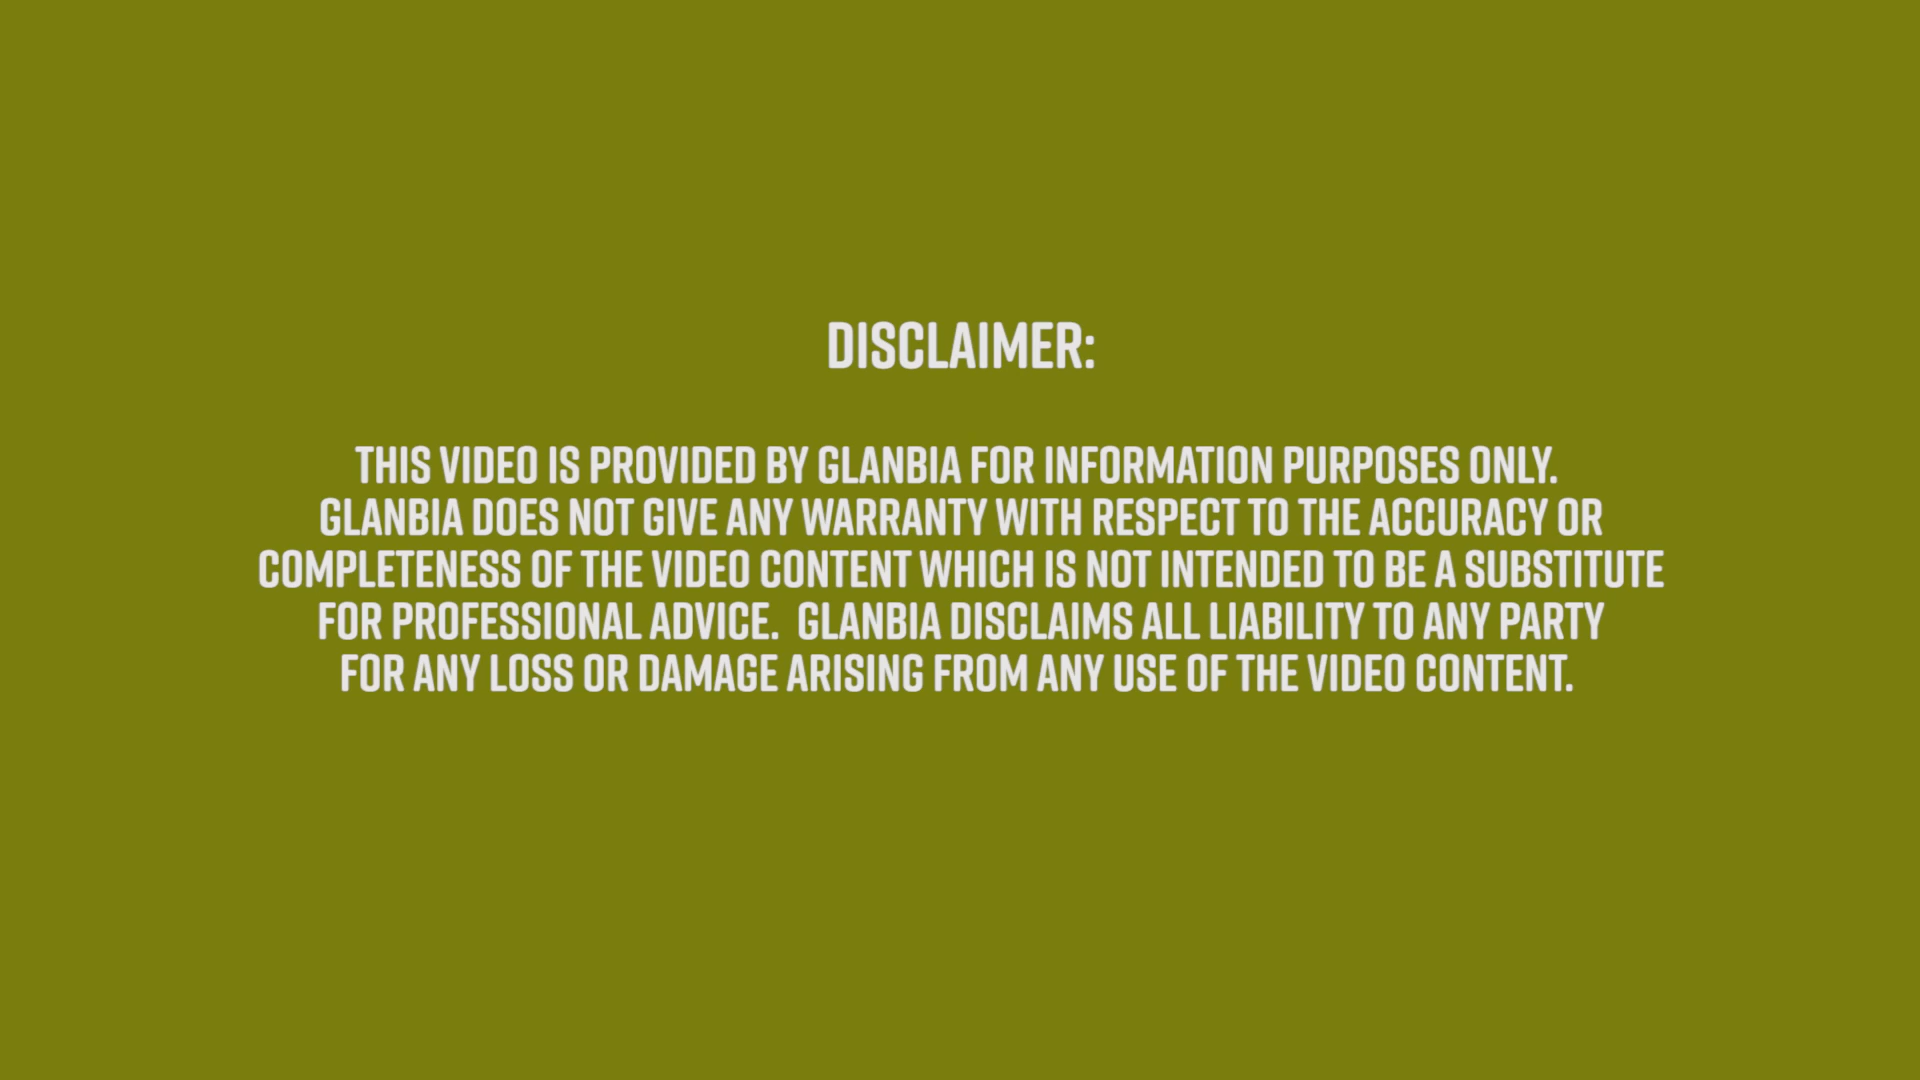 DISCLAIMER:
THIS VIDEO IS PROVIDED BY GLANBIA FOR INFORMATION PURPOSES ONLY.
GLANBIA DOES NOT GIVE ANY WARRANTY WITH RESPECT TO THE ACCURACY OR
COMPLETENESS OF THE VIDEO CONTENT WHICH IS NOT INTENDED TO BE A SUBSTITUTE
FOR PROFESSIONAL ADVICE.  GLANBIA DISCLAIMS ALL LIABILITY TO ANY PARTY
FOR ANY LOSS OR DAMAGE ARISING FROM ANY USE OF THE VIDEO CONTENT.